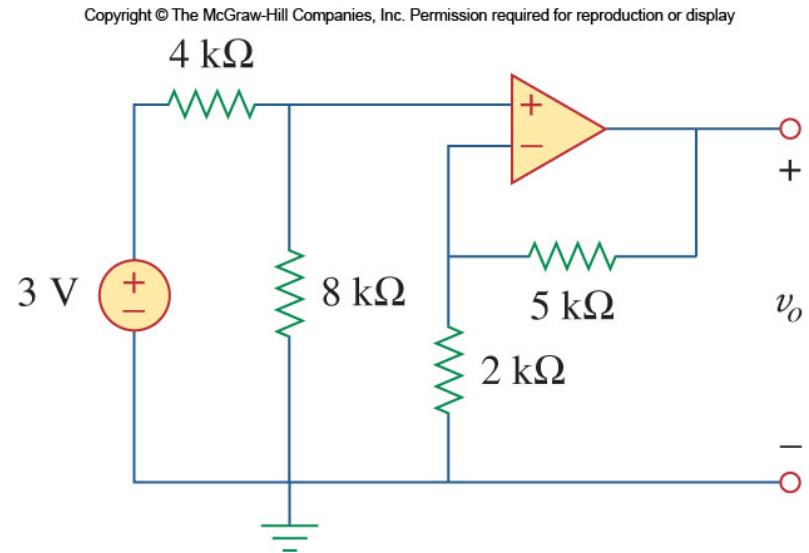 Copyright © The McGraw-Hill Companies, Inc. Permission required for reproduction or display
4 kΩ
+
−
+
3 V
+
−
8 kΩ
5 kΩ
vo
2 kΩ
−